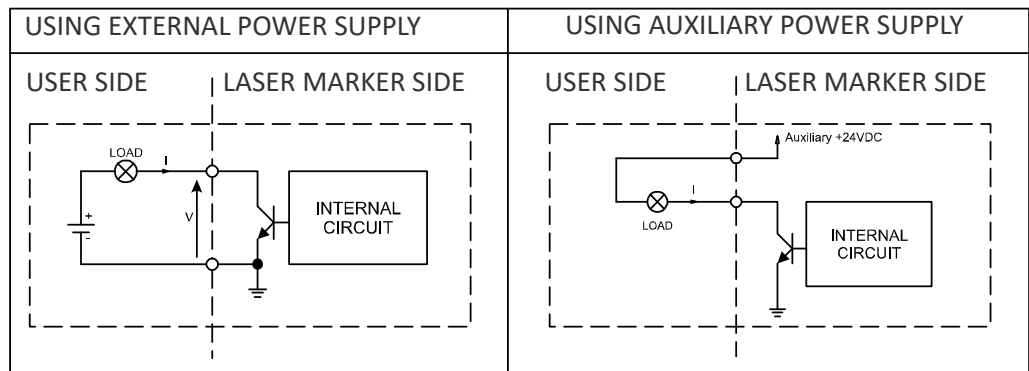 USING EXTERNAL POWER SUPPLY
USER SIDE
LASER MARKER SIDE
LOAD
I
+
-
V
INTERNAL
CIRCUIT
USING AUXILIARY POWER SUPPLY
USER SIDE
LASER MARKER SIDE
Auxiliary +24VDC
I
LOAD
INTERNAL
CIRCUIT